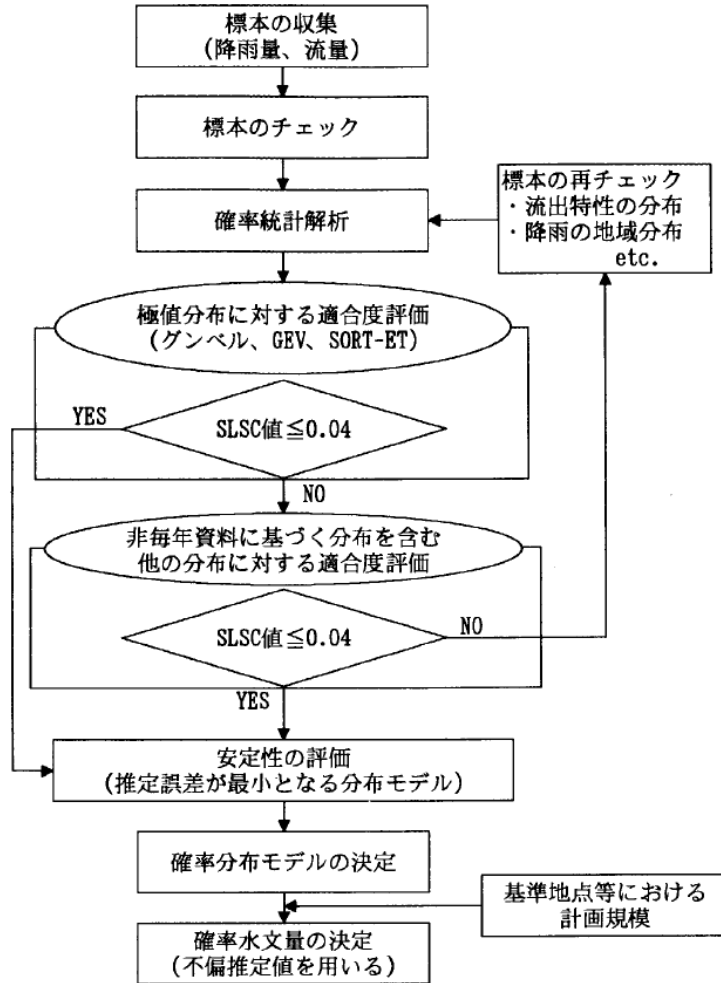 標本の収集
(降雨量、流量)
標本のチェック
標本の再チェック
・流出特性の分布
・降雨の地域分布
etc.
確率統計解析
極値分布に対する適合度評価
(グンベル、GEV、SORT-ET)
YES
SLSC値≦0.04
NO
非毎年資料に基づく分布を含む
他の分布に対する適合度評価
SLSC値≦0.04
NO
YES
安定性の評価
(推定誤差が最小となる分布モデル)
確率分布モデルの決定
基準地点等における
計画規模
確率水文量の決定
(不偏推定値を用いる)